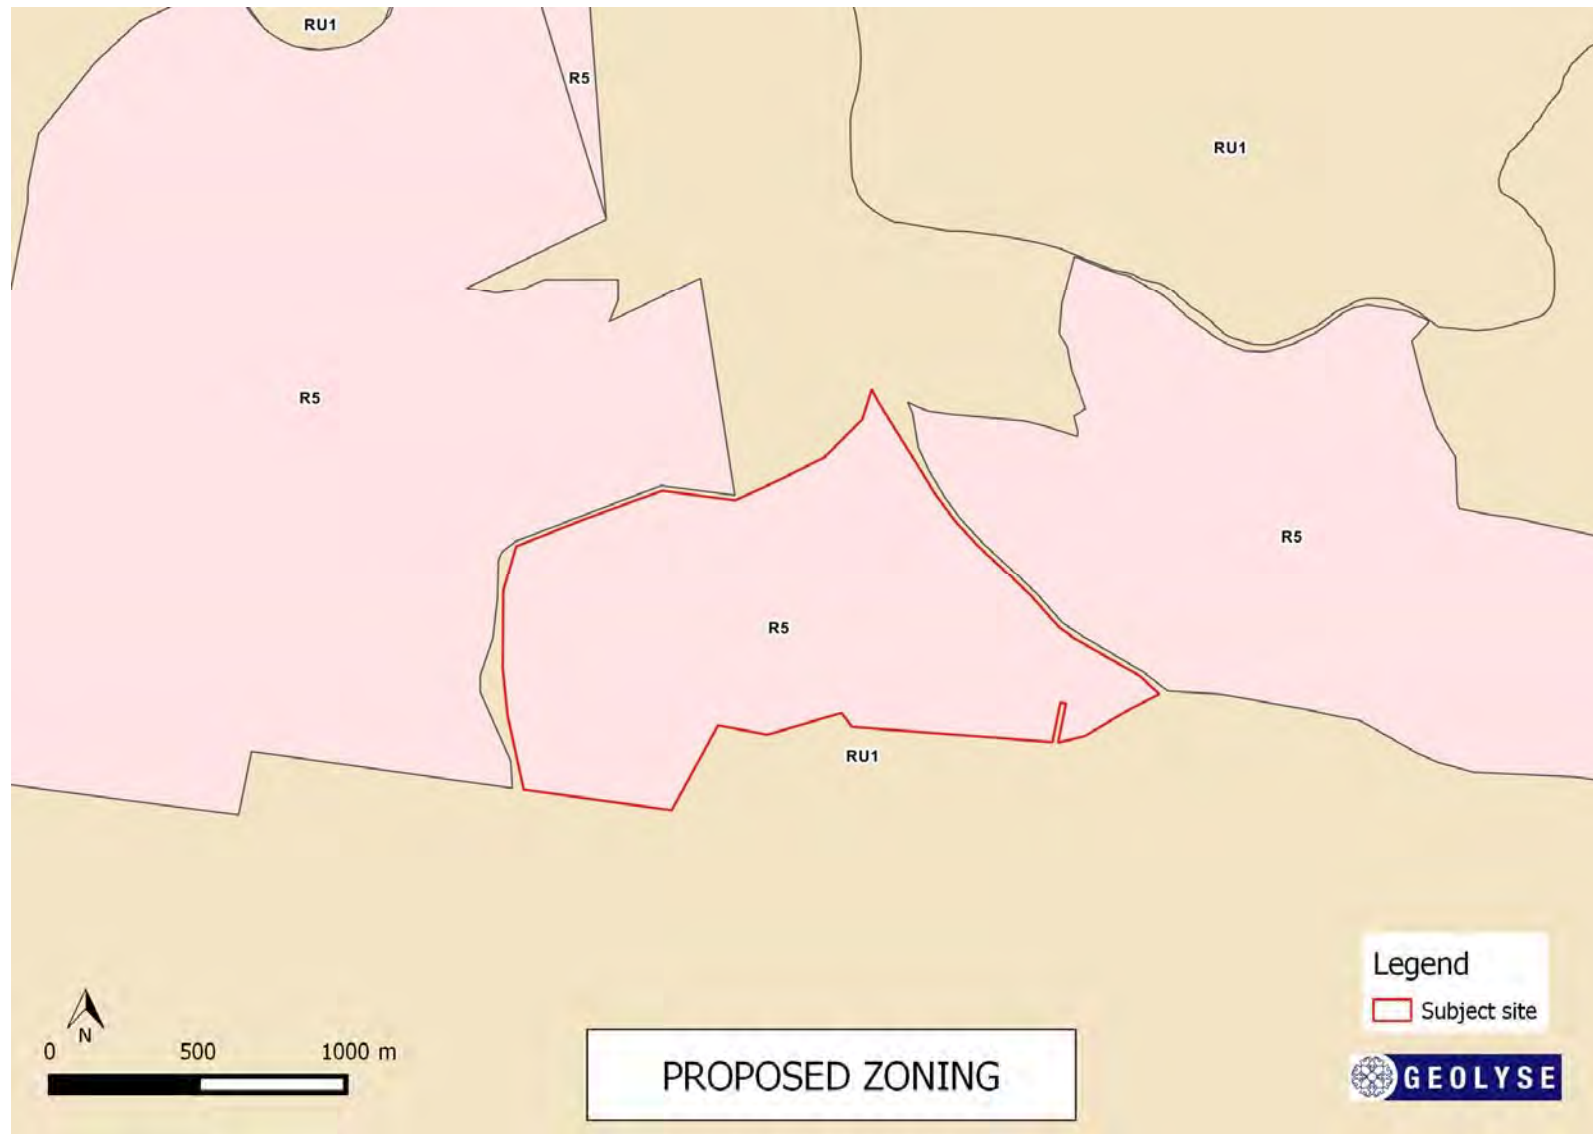 RU1
R5
RU1
R5
R5
R5
RU1
Legend
Subject site
N
0 500 1000 m
PROPOSED ZONING
GEOLYSE